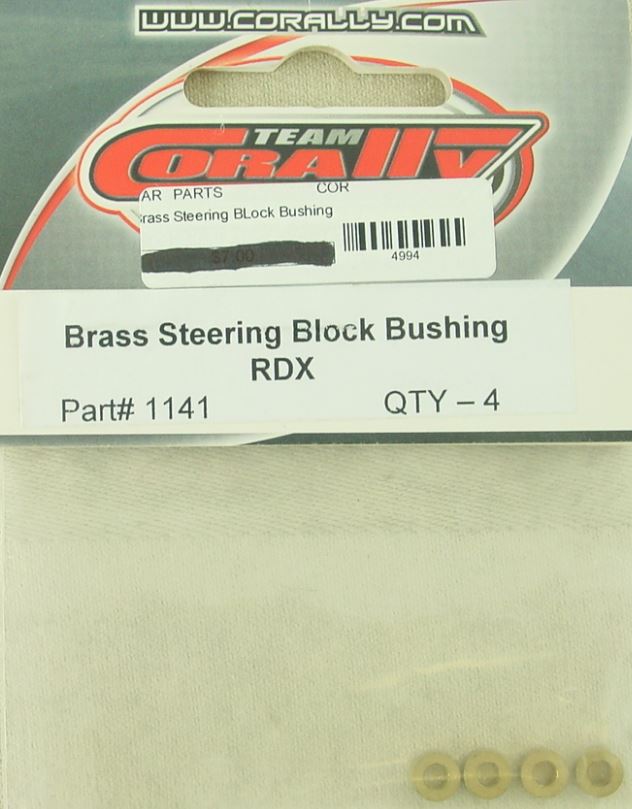 WWW.CORALLY.COM
TEAM
CORALLY
AR PARTS COR
rass Steering BLock Bushing
$7.00
4994
Brass Steering Block Bushing
RDX
Part# 1141 QTY – 4